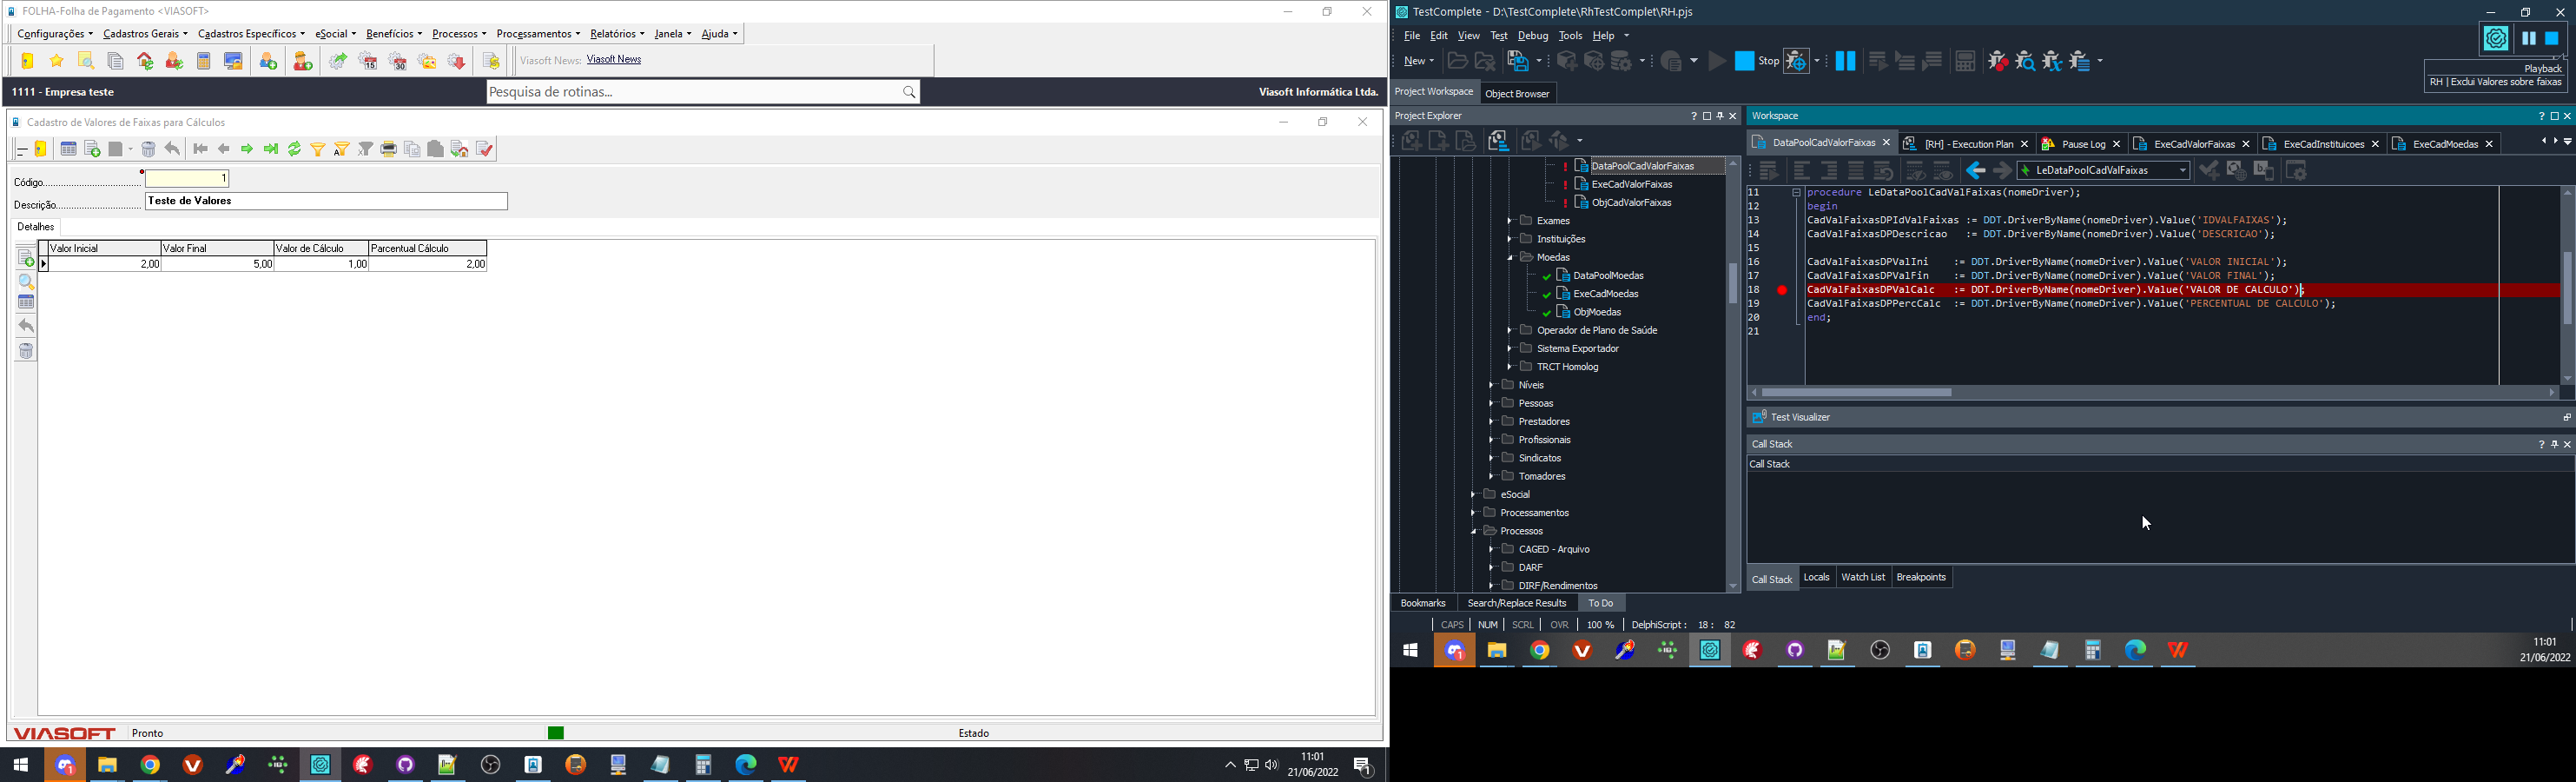 FOLHA-Folha de Pagamento <VIASOFT>
Configurações Cadastros Gerais Cadastros Específicos eSocial Benefícios Processos Processamentos Relatórios Janela Ajuda
15 30 Viasoft News: Viasoft News
1111 - Empresa teste Pesquisa de rotinas... Viasoft Informática Ltda.
Cadastro de Valores de Faixas para Cálculos
Código............................... 1
Descrição........................... Teste de Valores
Detalhes
Valor Inicial Valor Final Valor de Cálculo Parcentual Cálculo
2,00 5,00 1,00 2,00
VIASOFT Pronto Estado
11:01
21/06/2022
1
TestComplete - D:\TestComplete\RhTestComplet\RH.pjs
File Edit View Test Debug Tools Help
New Stop
Playback
RH | Exclui Valores sobre faixas
Project Workspace Object Browser
Project Explorer
DataPoolCadValorFaixas
ExeCadValorFaixas
ObjCadValorFaixas
Exames
Instituições
Moedas
DataPoolMoedas
ExeCadMoedas
ObjMoedas
Operador de Plano de Saúde
Sistema Exportador
TRCT Homolog
Níveis
Pessoas
Prestadores
Profissionais
Sindicatos
Tomadores
eSocial
Processamentos
Processos
CAGED - Arquivo
DARF
DIRF/Rendimentos
Bookmarks Search/Replace Results To Do
Workspace
DataPoolCadValorFaixas [RH] - Execution Plan Pause Log ExeCadValorFaixas ExeCadInstituicoes ExeCadMoedas
LeDataPoolCadValFaixas
11 procedure LeDataPoolCadValFaixas(nomeDriver);
12 begin
13 CadValFaixasDPIdValFaixas := DDT.DriverByName(nomeDriver).Value('IDVALFAIXAS');
14 CadValFaixasDPDescricao := DDT.DriverByName(nomeDriver).Value('DESCRICAO');
15
16 CadValFaixasDPValIni := DDT.DriverByName(nomeDriver).Value('VALOR INICIAL');
17 CadValFaixasDPValFin := DDT.DriverByName(nomeDriver).Value('VALOR FINAL');
18 CadValFaixasDPValCalc := DDT.DriverByName(nomeDriver).Value('VALOR DE CALCULO');
19 CadValFaixasDPPercCalc := DDT.DriverByName(nomeDriver).Value('PERCENTUAL DE CALCULO');
20 end;
21
Test Visualizer
Call Stack
Call Stack
Call Stack Locals Watch List Breakpoints
CAPS NUM SCRL OVR 100 % DelphiScript : 18 : 82
1
11:01
21/06/2022